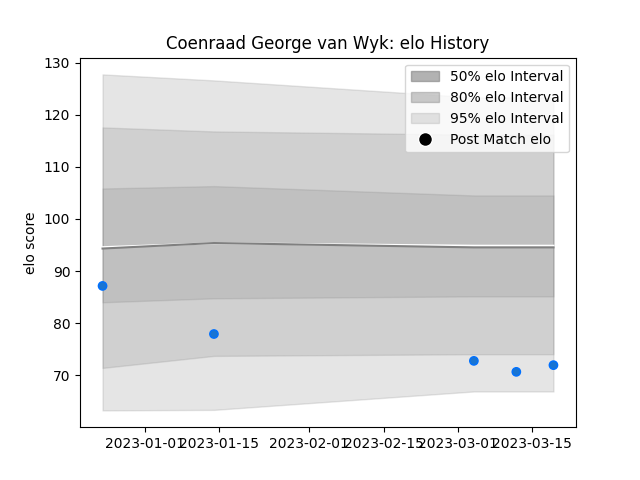 Coenraad George van Wyk: elo History
50% elo Interval
80% elo Interval
95% elo Interval
Post Match elo
elo score
130
120
110
100
90
80
70
2023-01-01 2023-01-15 2023-02-01 2023-02-15 2023-03-01 2023-03-15